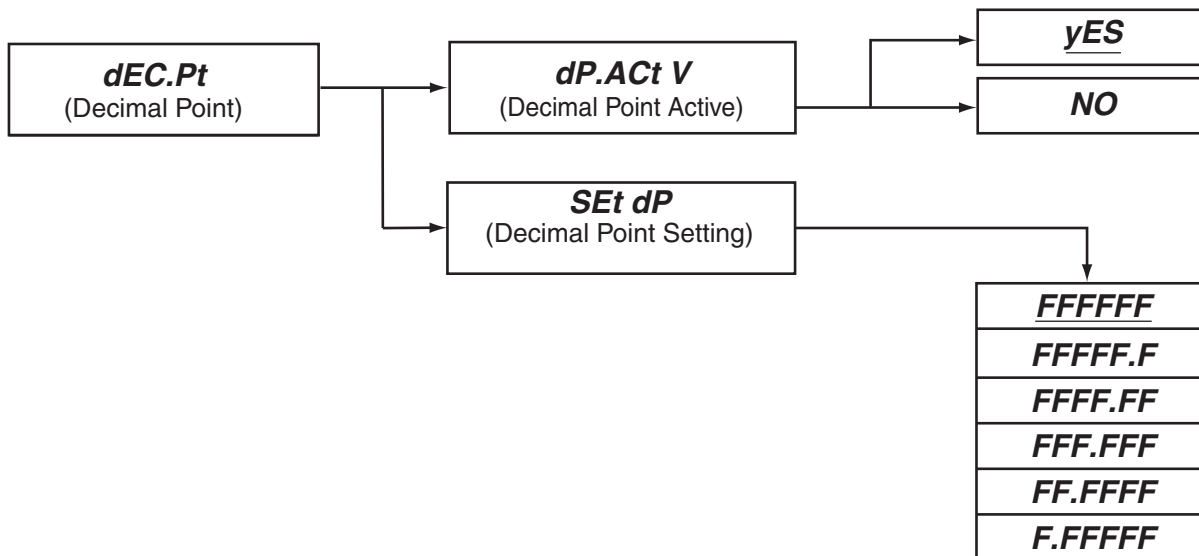 dEC.Pt
(Decimal Point)
dP.ACt V
(Decimal Point Active)
yES
NO
SEt dP
(Decimal Point Setting)
FFFFFF
FFFFF.F
FFFF.FF
FFF.FFF
FF.FFFF
F.FFFFF